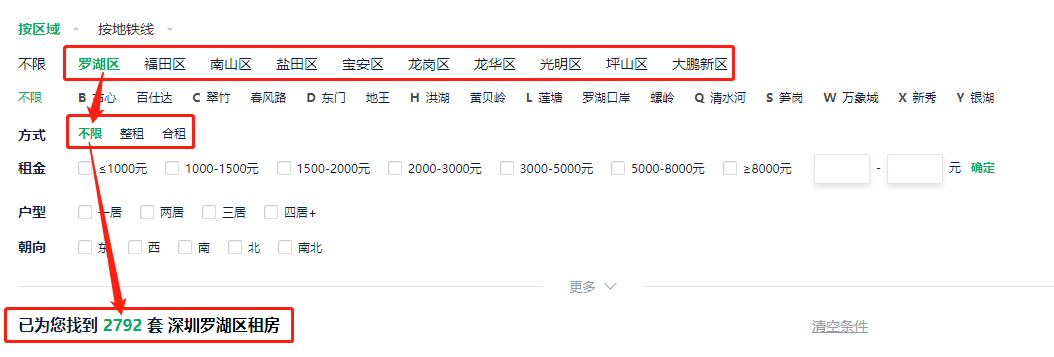 按区域 按地铁线
不限 罗湖区 福田区 南山区 盐田区 宝安区 龙岗区 龙华区 光明区 坪山区 大鹏新区
不限 B 布心 百仕达 C 翠竹 春风路 D 东门 地王 H 洪湖 黄贝岭 L 莲塘 罗湖口岸 螺岭 Q 清水河 S 笋岗 W 万象城 X 新秀 Y 银湖
方式 不限 整租 合租
租金 ≤1000元 1000-1500元 1500-2000元 2000-3000元 3000-5000元 5000-8000元 ≥8000元 - 元 确定
户型 一居 两居 三居 四居+
朝向 东 西 南 北 南北
更多
已为您找到 2792 套 深圳罗湖区租房 清空条件